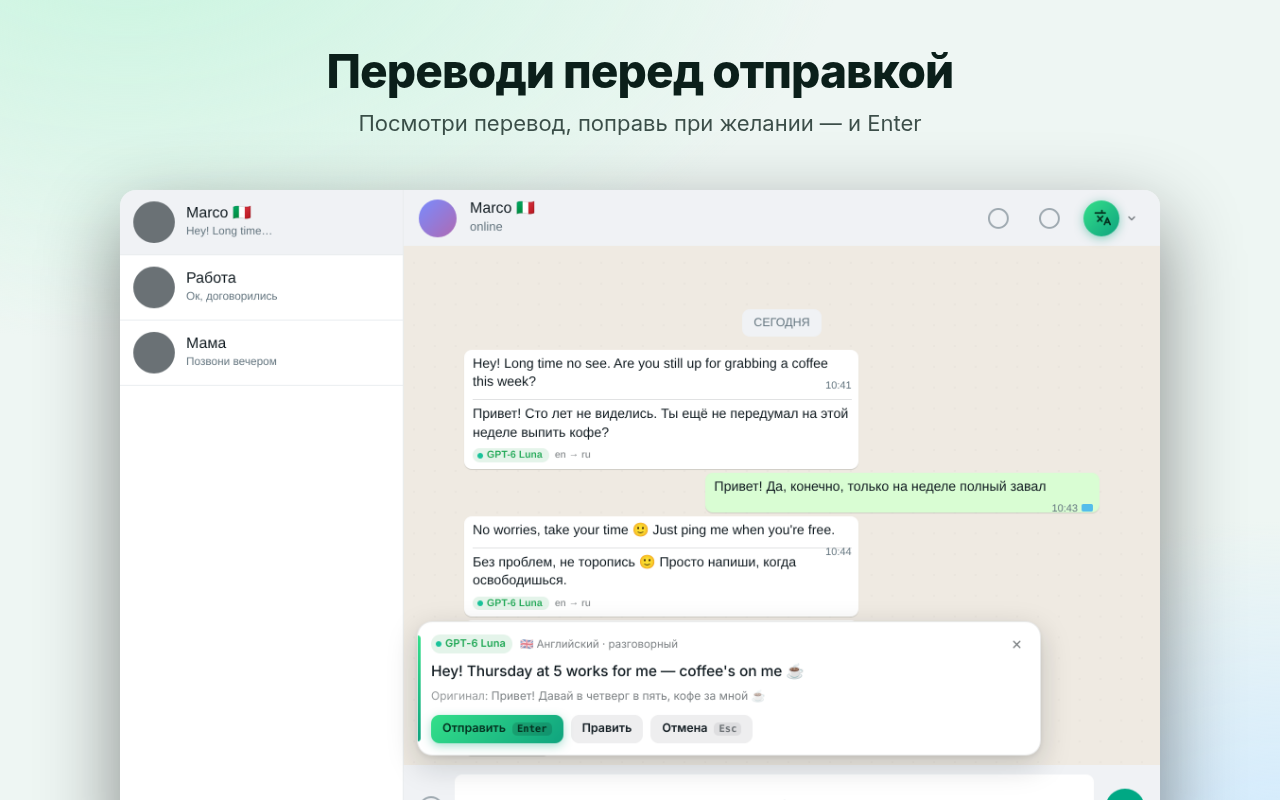 Переводи перед отправкой
Посмотри перевод, поправь при желании — и Enter
Marco 🇮🇹
Hey! Long time…
Работа
Ок, договорились
Мама
Позвони вечером
Marco 🇮🇹
online
СЕГОДНЯ
Hey! Long time no see. Are you still up for grabbing a coffee
this week?
10:41
Привет! Сто лет не виделись. Ты ещё не передумал на этой
неделе выпить кофе?
GPT-6 Luna en → ru
Привет! Да, конечно, только на неделе полный завал
10:43
No worries, take your time 🙂 Just ping me when you're free.
10:44
Без проблем, не торопись 🙂 Просто напиши, когда
освободишься.
GPT-6 Luna en → ru
GPT-6 Luna 🇬🇧 Английский · разговорный
Hey! Thursday at 5 works for me — coffee's on me ☕
Оригинал: Привет! Давай в четверг в пять, кофе за мной ☕
Отправить Enter Править Отмена Esc